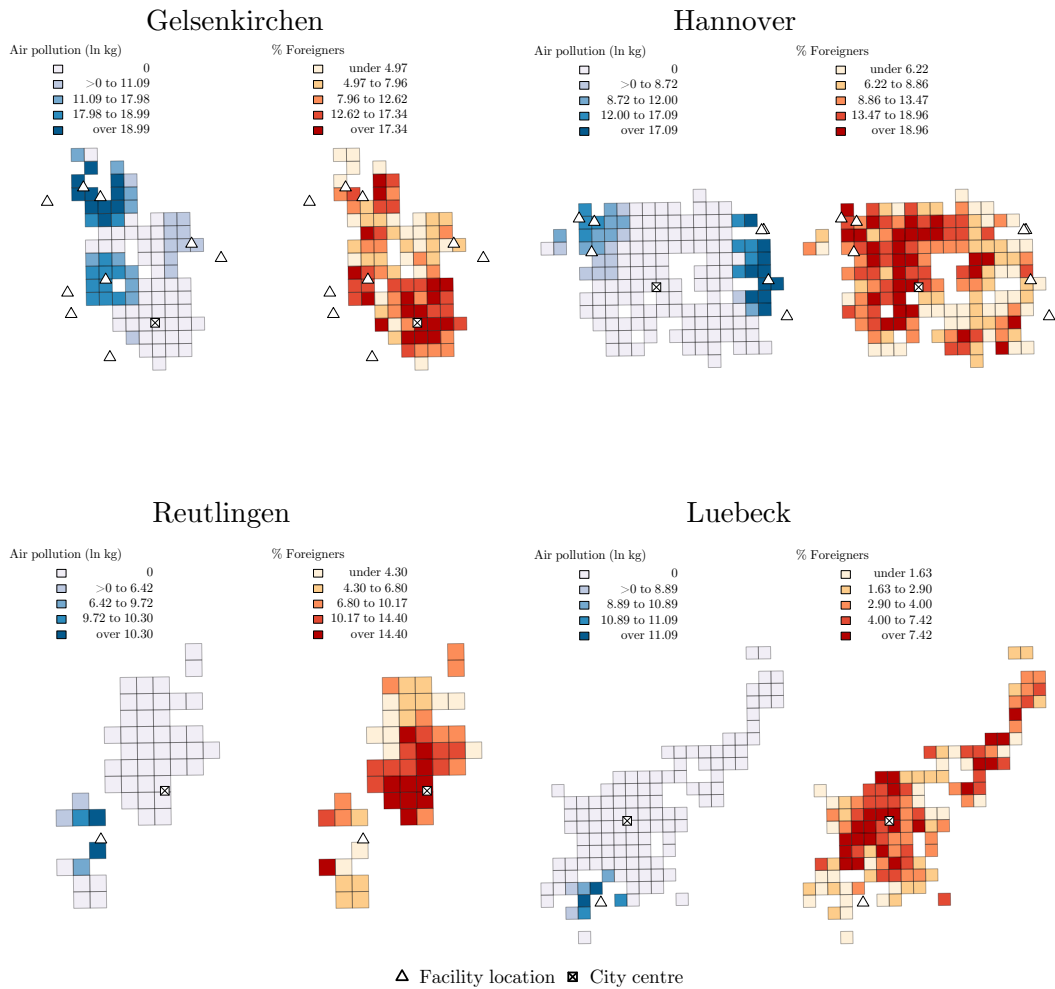 Gelsenkirchen
Air pollution (ln kg)
0
>0 to 11.09
11.09 to 17.98
17.98 to 18.99
over 18.99
% Foreigners
under 4.97
4.97 to 7.96
7.96 to 12.62
12.62 to 17.34
over 17.34
Hannover
Air pollution (ln kg)
0
>0 to 8.72
8.72 to 12.00
12.00 to 17.09
over 17.09
% Foreigners
under 6.22
6.22 to 8.86
8.86 to 13.47
13.47 to 18.96
over 18.96
Reutlingen
Air pollution (ln kg)
0
>0 to 6.42
6.42 to 9.72
9.72 to 10.30
over 10.30
% Foreigners
under 4.30
4.30 to 6.80
6.80 to 10.17
10.17 to 14.40
over 14.40
Luebeck
Air pollution (ln kg)
0
>0 to 8.89
8.89 to 10.89
10.89 to 11.09
over 11.09
% Foreigners
under 1.63
1.63 to 2.90
2.90 to 4.00
4.00 to 7.42
over 7.42
Facility location City centre